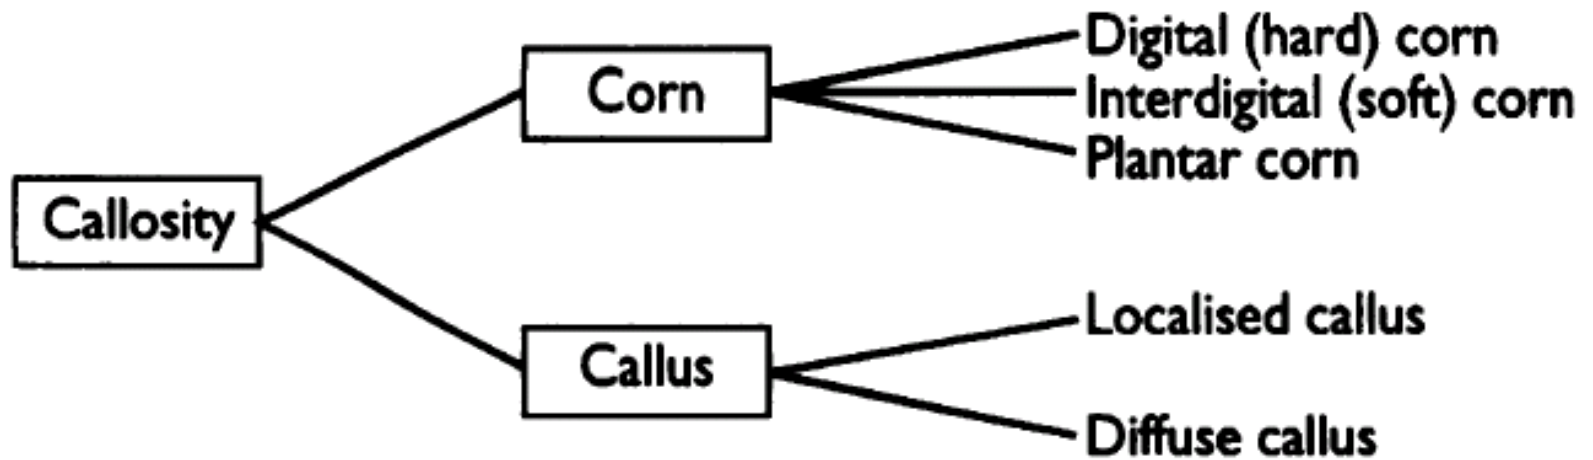 Callosity
Corn
Digital (hard) corn
Interdigital (soft) corn
Plantar corn
Callus
Localised callus
Diffuse callus